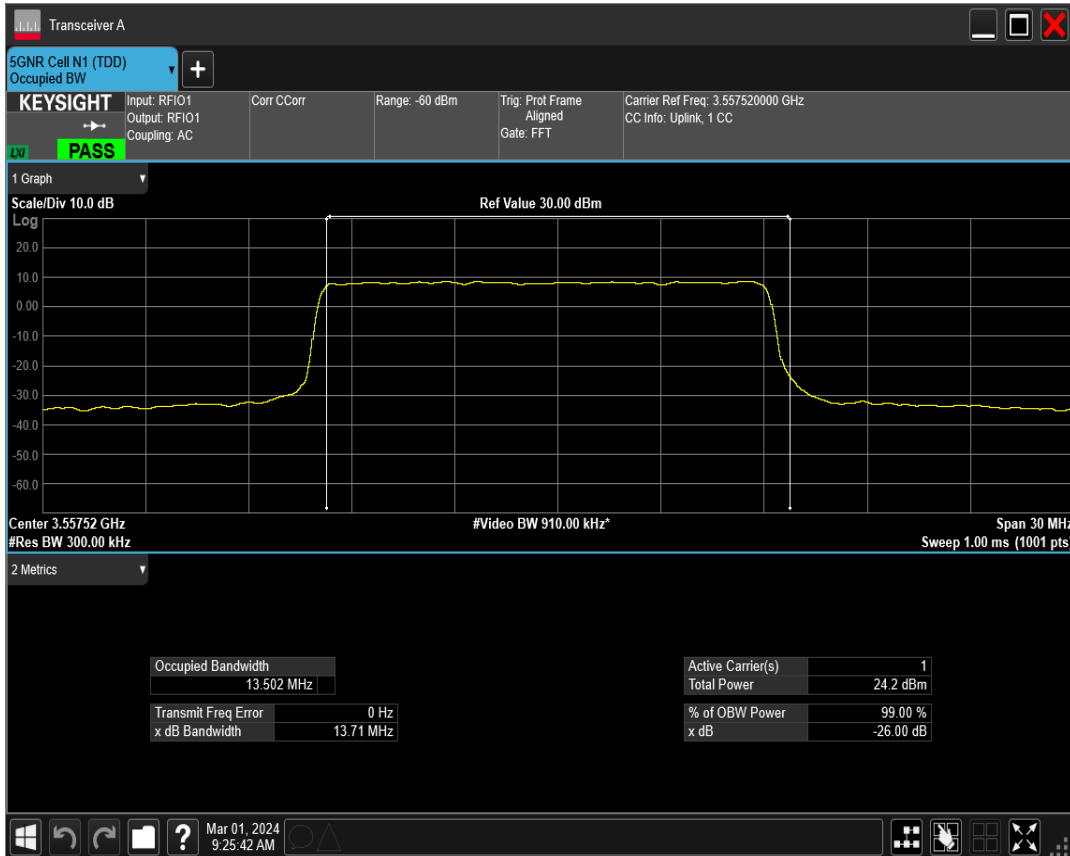 Transceiver A
5GNR Cell N1 (TDD)
Occupied BW
+
KEYSIGHT
LXI
PASS
Input: RFIO1
Output: RFIO1
Coupling: AC
Corr CCorr
Range: -60 dBm
Trig: Prot Frame
Aligned
Gate: FFT
Carrier Ref Freq: 3.557520000 GHz
CC Info: Uplink, 1 CC
1 Graph
Scale/Div 10.0 dB
Ref Value 30.00 dBm
Log
20.0
10.0
0.00
-10.0
-20.0
-30.0
-40.0
-50.0
-60.0
Center 3.55752 GHz
#Video BW 910.00 kHz*
Span 30 MHz
#Res BW 300.00 kHz
Sweep 1.00 ms (1001 pts)
2 Metrics
Occupied Bandwidth
13.502 MHz
Transmit Freq Error 0 Hz
x dB Bandwidth 13.71 MHz
Active Carrier(s) 1
Total Power 24.2 dBm
% of OBW Power 99.00 %
x dB -26.00 dB
?
Mar 01, 2024
9:25:42 AM